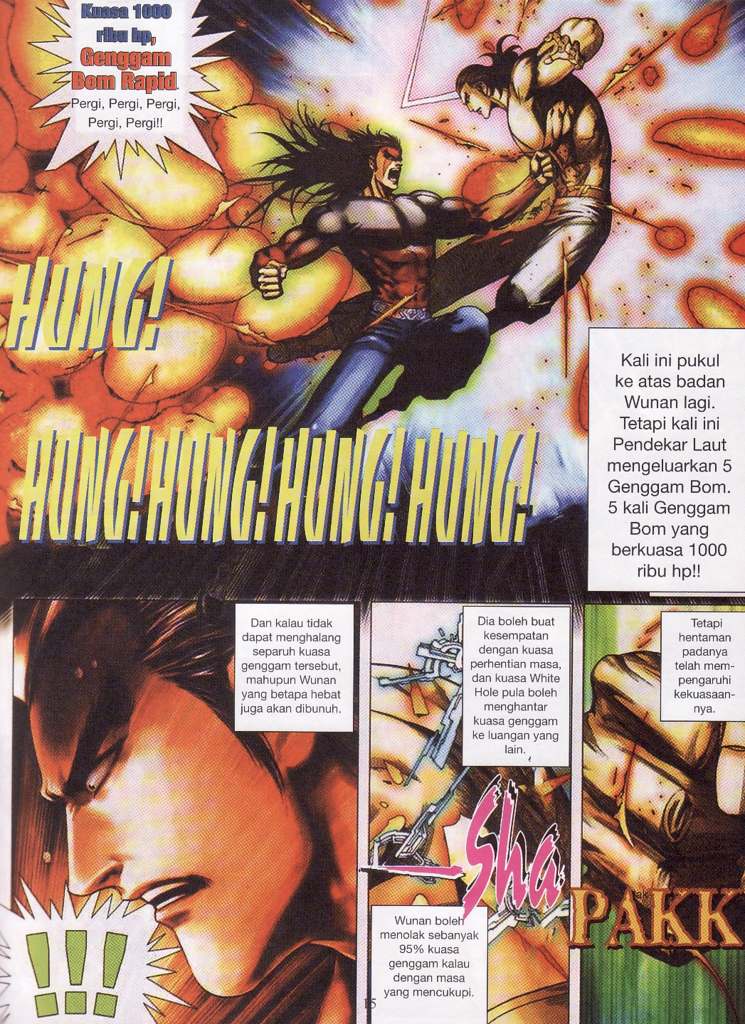 Kuasa 1000
ribu hp,
Genggam
Bom Rapid
Pergi, Pergi, Pergi,
Pergi, Pergi!!
HUNG!
HUNG! HUNG! HUNG! HUNG!
Kali ini pukul
ke atas badan
Wunan lagi.
Tetapi kali ini
Pendekar Laut
mengeluarkan 5
Genggam Bom.
5 kali Genggam
Bom yang
berkuasa 1000
ribu hp!!
Dan kalau tidak
dapat menghalang
separuh kuasa
genggam tersebut,
mahupun Wunan
yang betapa hebat
juga akan dibunuh.
!!!
Dia boleh buat
kesempatan
dengan kuasa
perhentian masa,
dan kuasa White
Hole pula boleh
menghantar
kuasa genggam
ke luangan yang
lain.
Sha
Wunan boleh
menolak sebanyak
95% kuasa
genggam kalau
dengan masa
yang mencukupi.
Tetapi
hentaman
padanya
telah mem-
pengaruhi
kekuasaan-
nya.
PAKK
15